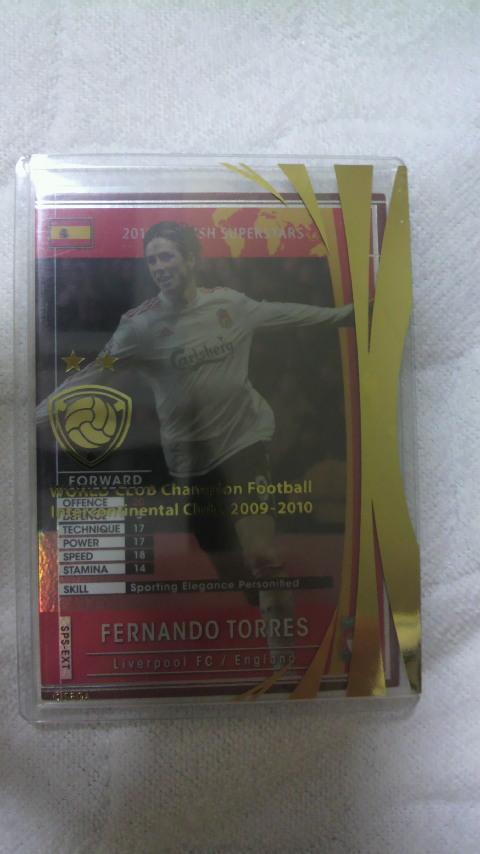 SUPERSTARS
Carlsberg
FORWARD
WORLD CLUB Champion Football
OFFENCE
Intercontinental Clubs 2009-2010
DEFENCE
TECHNIQUE 17
POWER 17
SPEED 18
STAMINA 14
SKILL Sporting Elegance Personified
SPS-EXT
FERNANDO TORRES
Liverpool FC / England